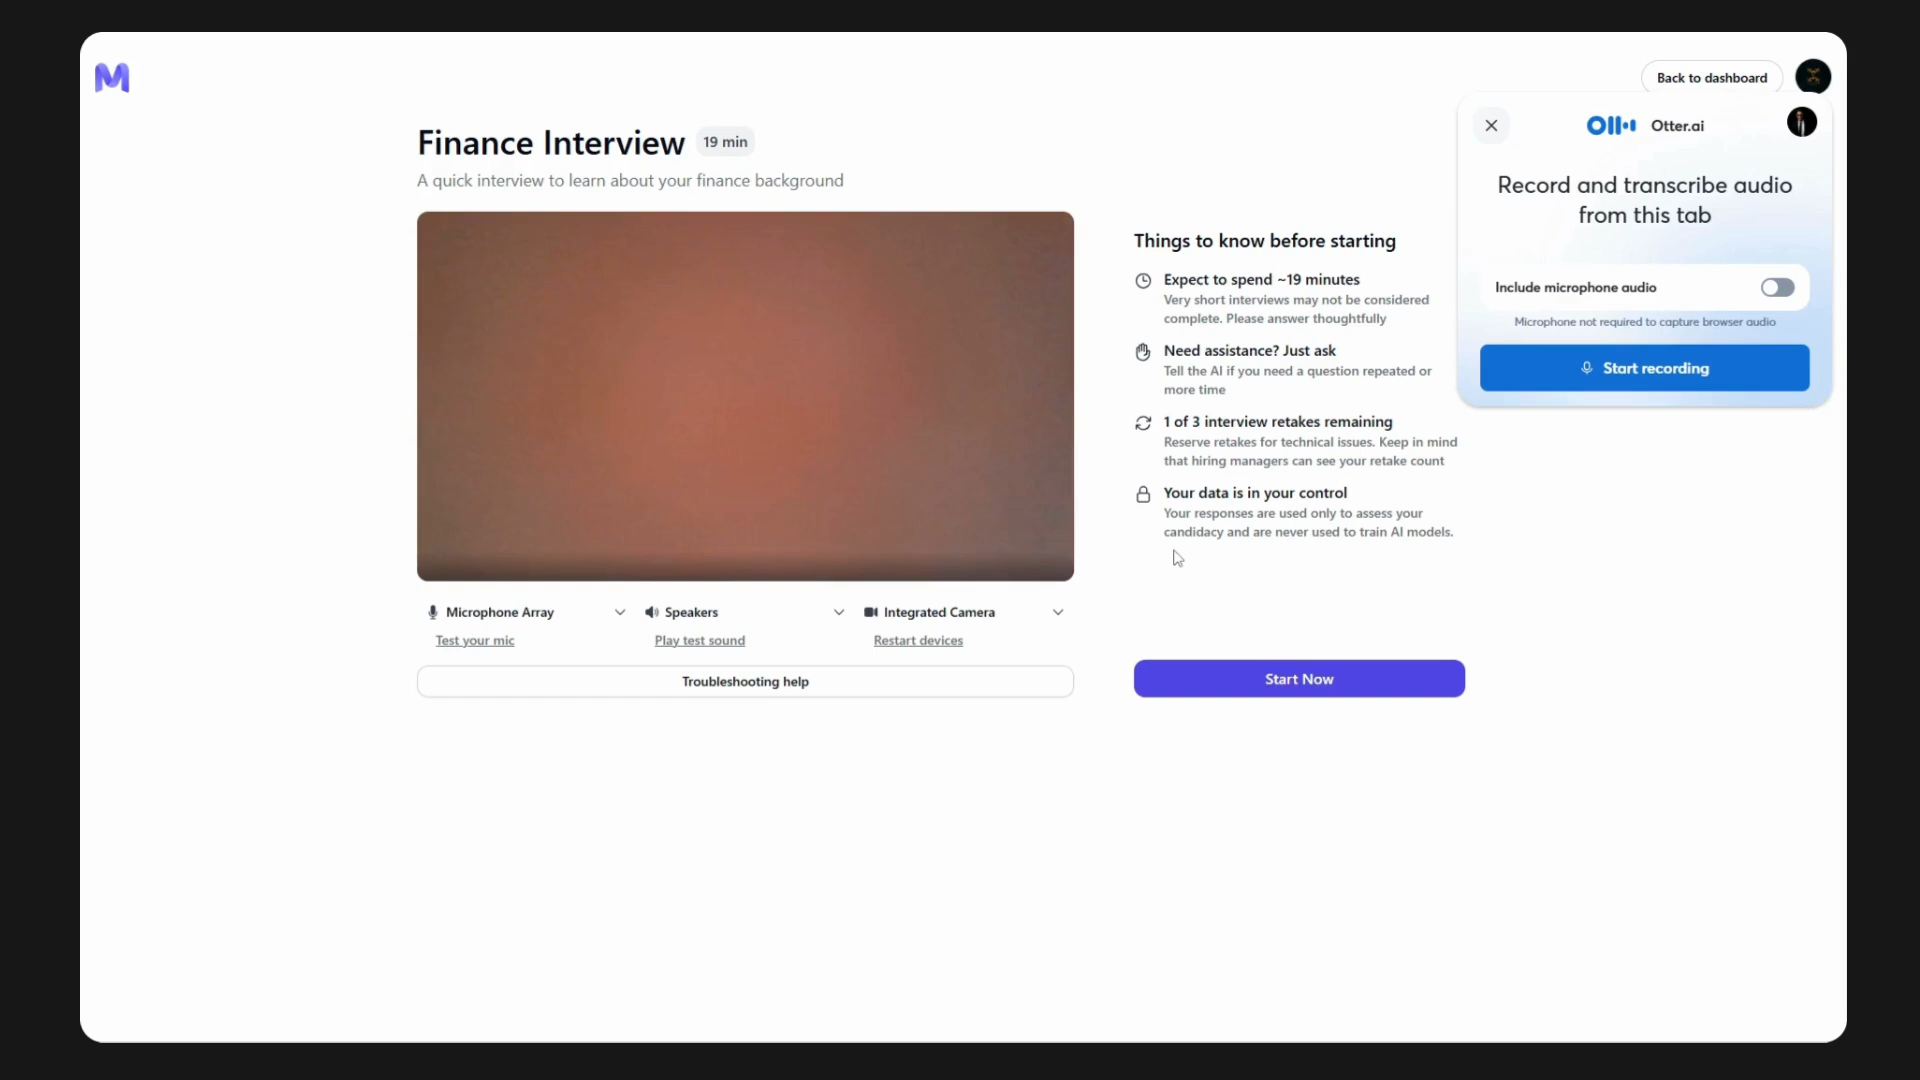 Back to dashboard
Finance Interview 19 min
A quick interview to learn about your finance background
Things to know before starting
Expect to spend ~19 minutes
Very short interviews may not be considered
complete. Please answer thoughtfully
Need assistance? Just ask
Tell the AI if you need a question repeated or
more time
1 of 3 interview retakes remaining
Reserve retakes for technical issues. Keep in mind
that hiring managers can see your retake count
Your data is in your control
Your responses are used only to assess your
candidacy and are never used to train AI models.
Start Now
Microphone Array
Speakers
Integrated Camera
Test your mic
Play test sound
Restart devices
Troubleshooting help
Otter.ai
Record and transcribe audio
from this tab
Include microphone audio
Microphone not required to capture browser audio
Start recording